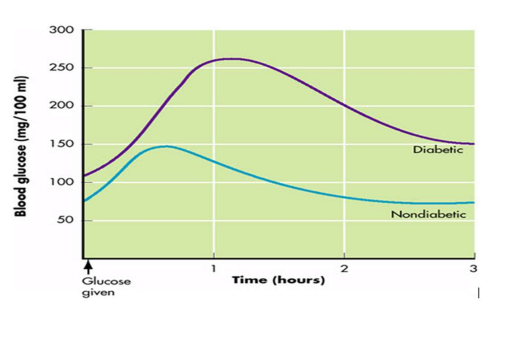 Blood glucose (mg/100 ml)
300
250
200
150
100
50
Diabetic
Nondiabetic
1
2
3
Glucose
given
Time (hours)